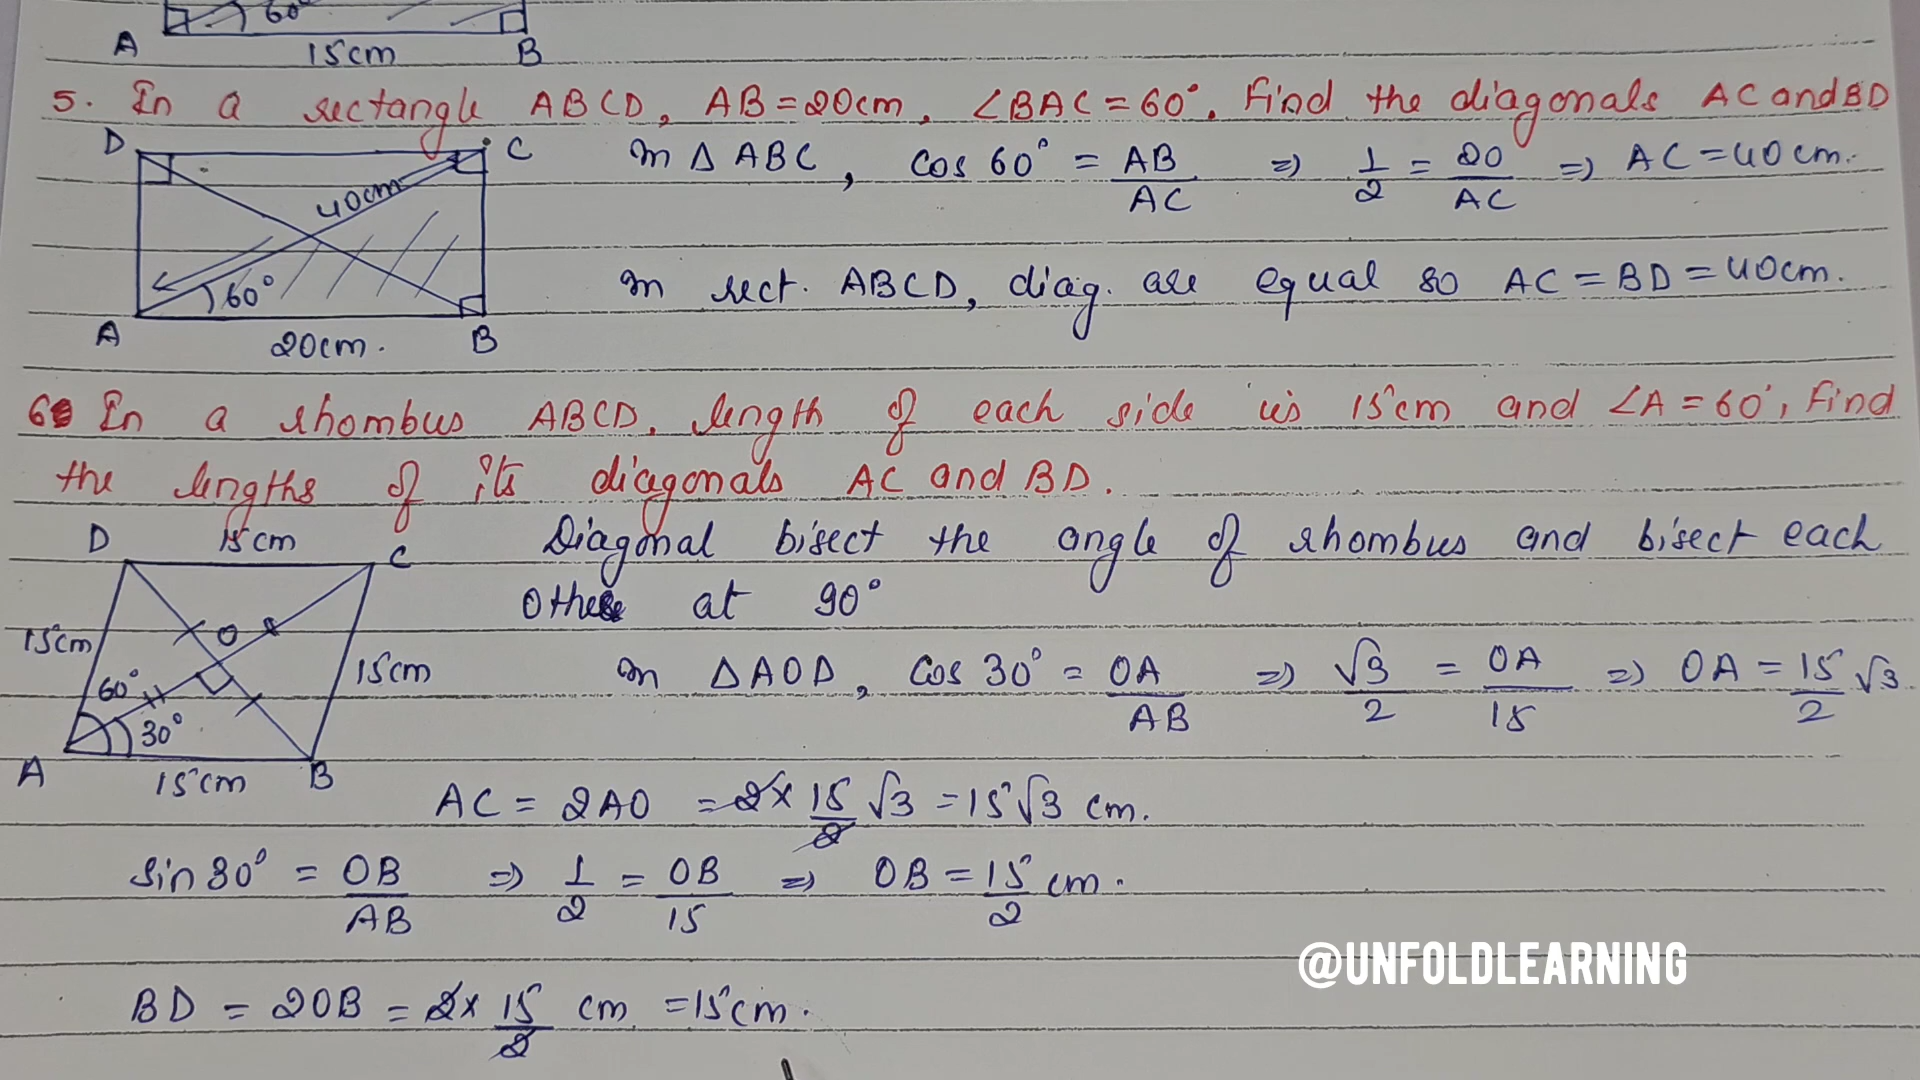 60°
A 15cm B
5. In a rectangle ABCD, AB=20cm, ∠BAC=60°. Find the diagonals AC and BD
D C In Δ ABC, Cos 60° = AB/AC ⇒ 1/2 = 20/AC ⇒ AC=40cm.
40cm
60° In rect. ABCD, diag. are equal so AC = BD = 40cm.
A 20cm. B
6 In a rhombus ABCD, length of each side is 15cm and ∠A=60°, Find
the lengths of its diagonals AC and BD.
D 15cm C Diagonal bisect the angle of rhombus and bisect each
other at 90°
15cm O 15cm In ΔAOD, Cos 30° = OA/AB ⇒ √3/2 = OA/15 ⇒ OA = 15/2 √3
60°
30°
A 15cm B
AC = 2AO = 2 × 15/2 √3 = 15√3 cm.
Sin 30° = OB/AB ⇒ 1/2 = OB/15 ⇒ OB = 15/2 cm.
@UNFOLDLEARNING
BD = 2OB = 2 × 15/2 cm = 15cm.